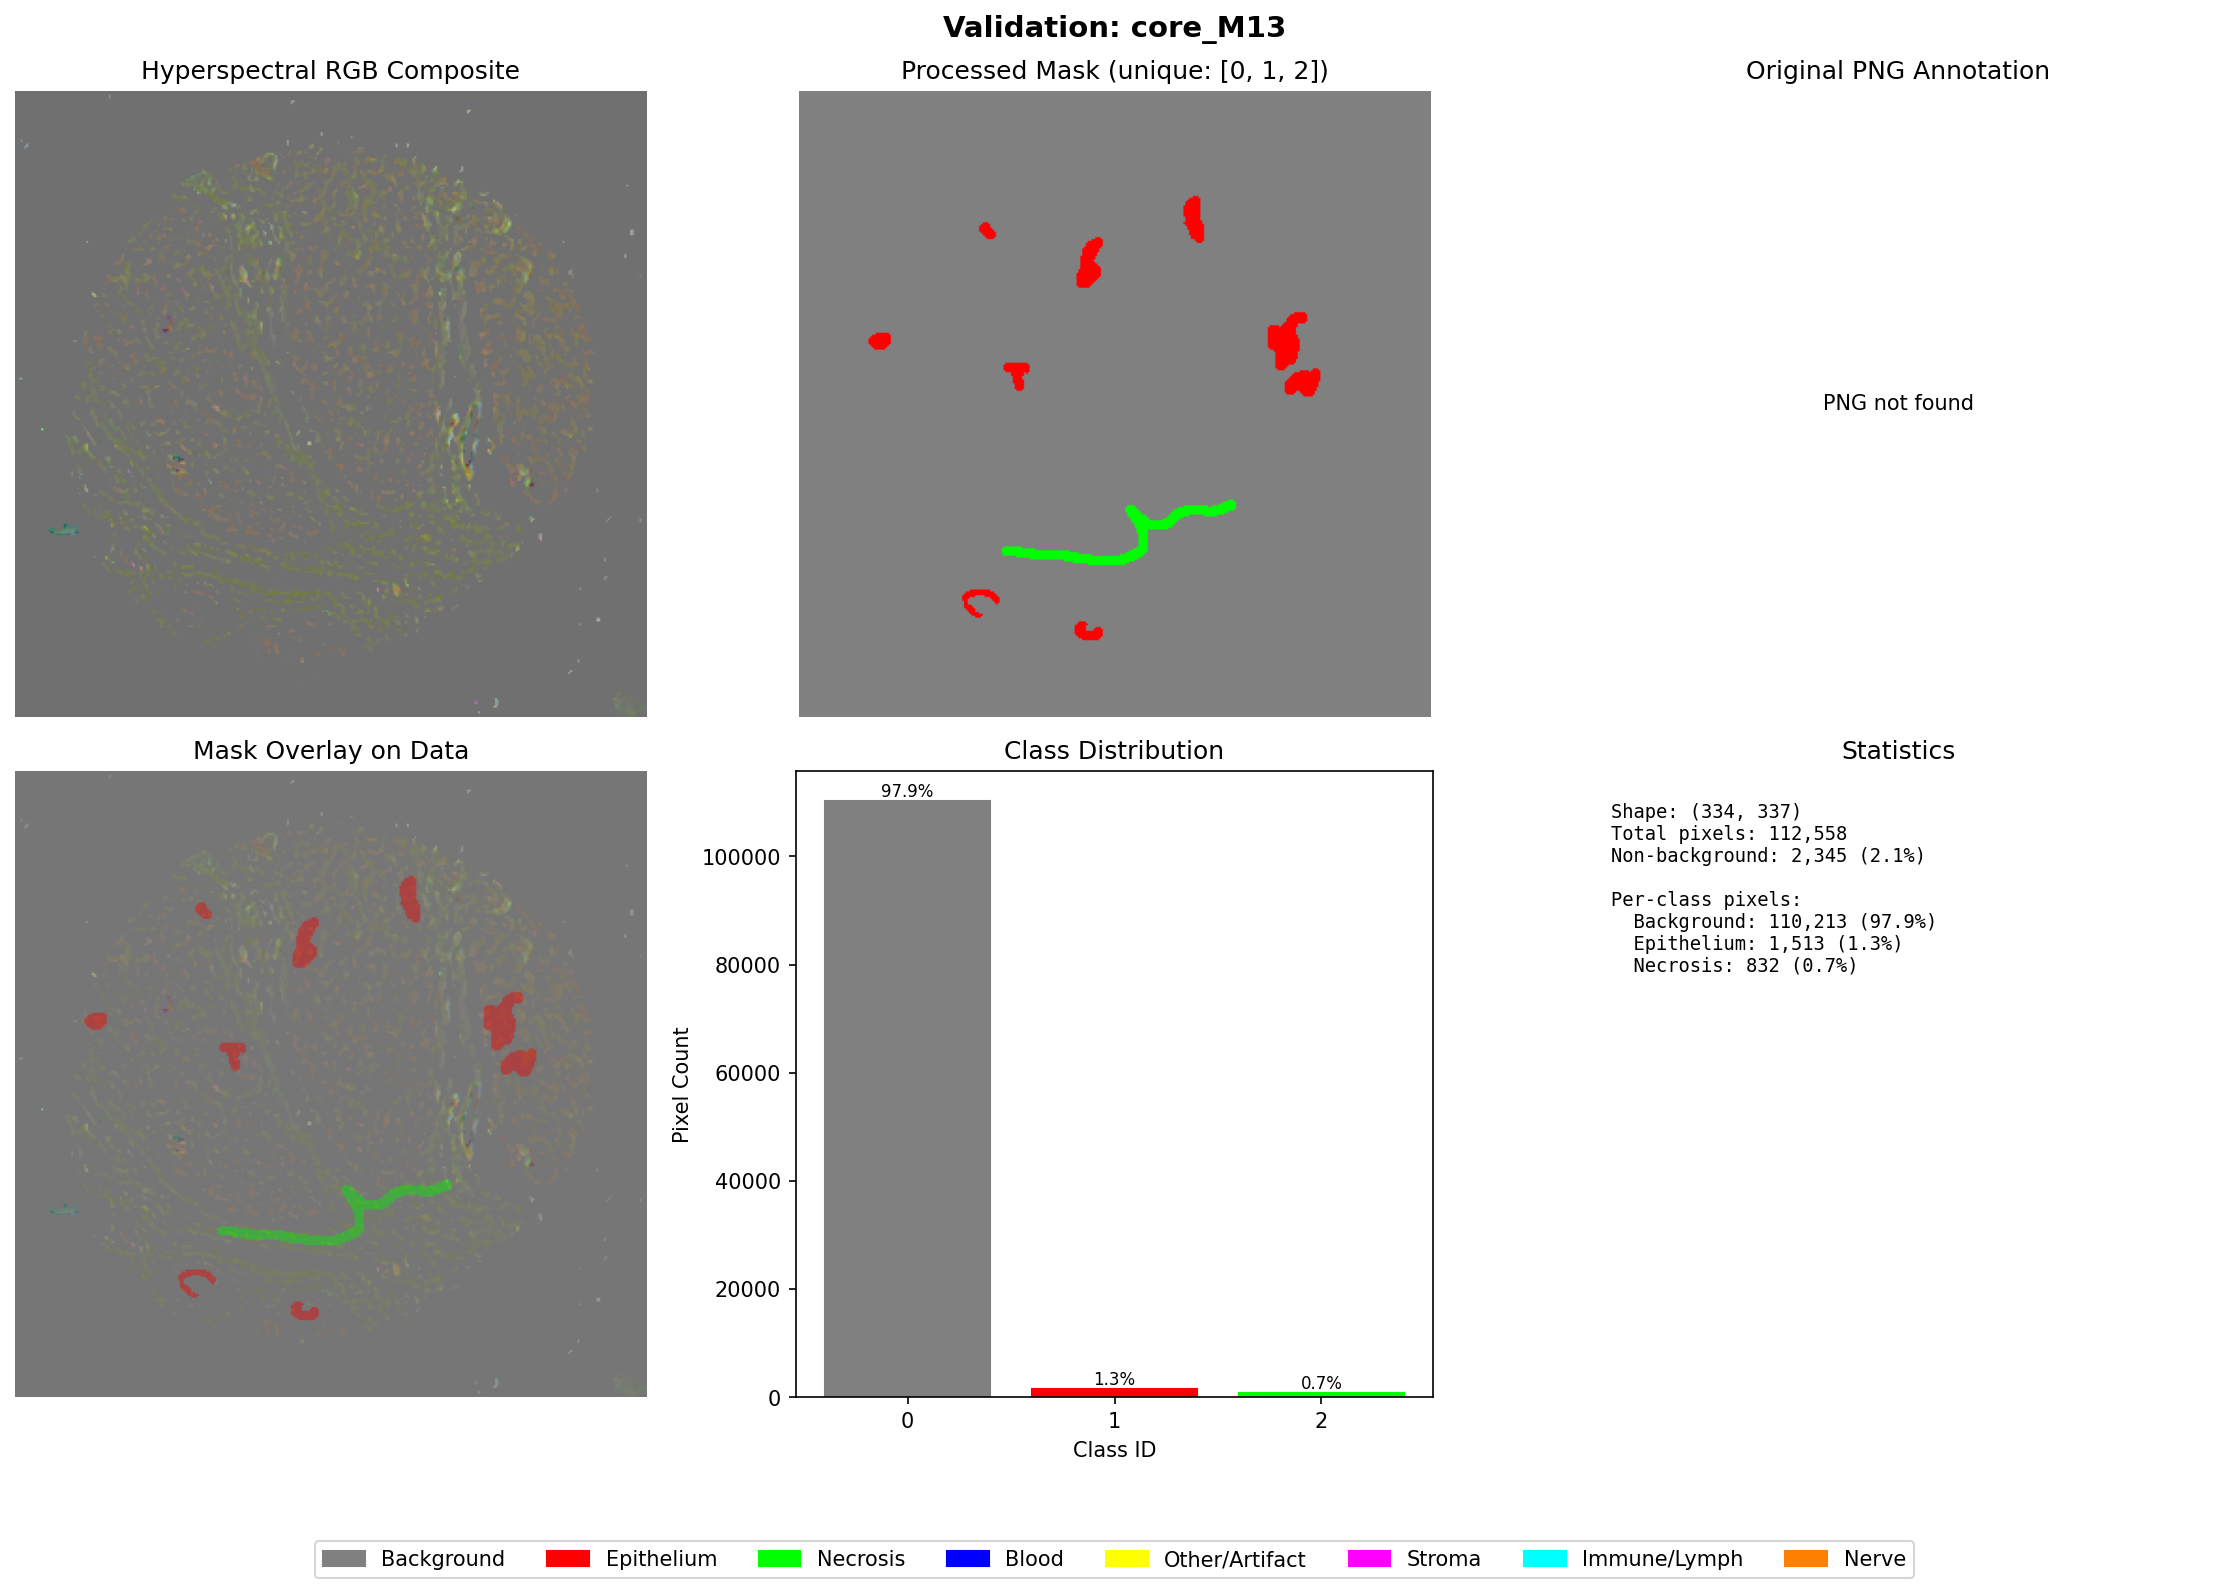 Validation: core_M13
Hyperspectral RGB Composite
Processed Mask (unique: [0, 1, 2])
Original PNG Annotation
PNG not found
Mask Overlay on Data
Class Distribution
Statistics
97.9%
1.3%
0.7%
100000
80000
60000
40000
20000
0
Pixel Count
0 1 2
Class ID
Shape: (334, 337)
Total pixels: 112,558
Non-background: 2,345 (2.1%)
Per-class pixels:
Background: 110,213 (97.9%)
Epithelium: 1,513 (1.3%)
Necrosis: 832 (0.7%)
Background Epithelium Necrosis Blood Other/Artifact Stroma Immune/Lymph Nerve